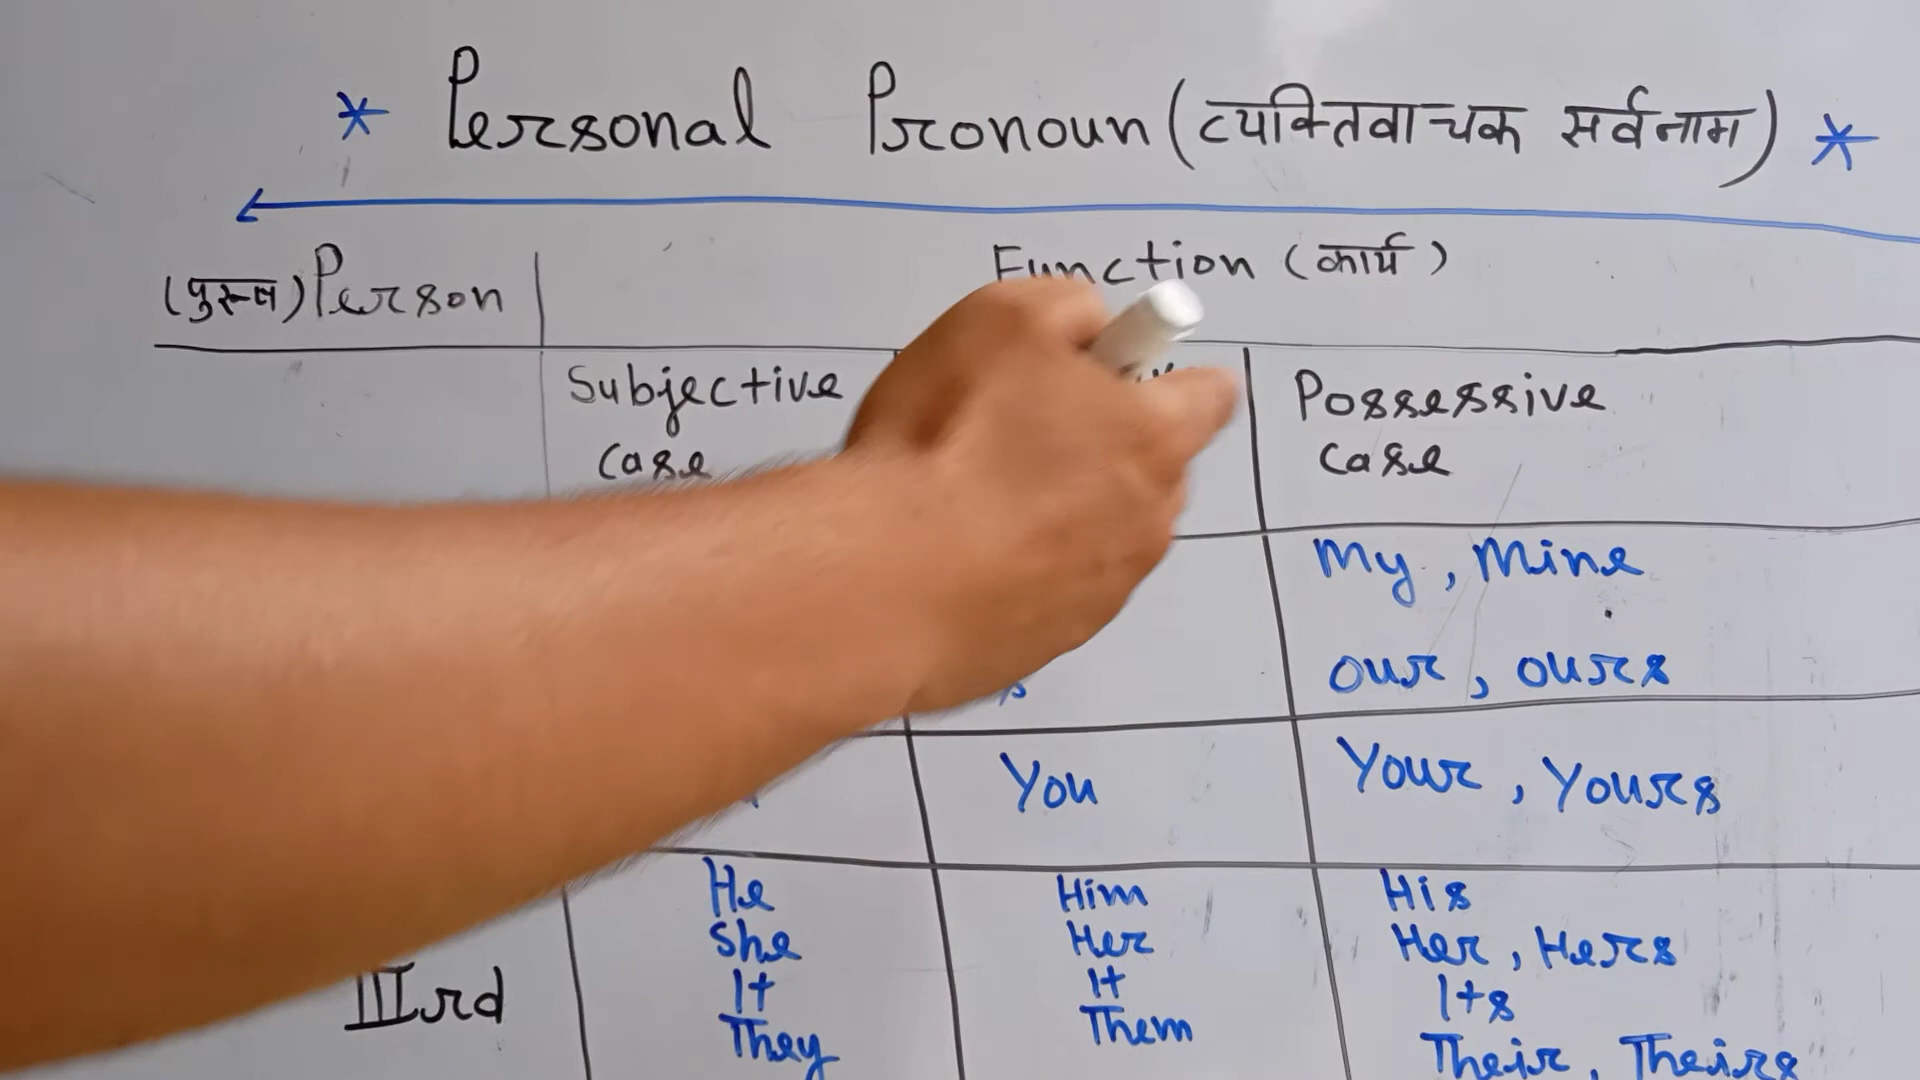 * Personal Pronoun (व्यक्तिवाचक सर्वनाम) *
(पुरूष) Person
Function (कार्य)
Subjective
Case
Possessive
Case
My, Mine
our, ours
You
Your, Yours
IIIrd
He
Him
His
She
Her
Her, Hers
It
It
Its
They
Them
Their, Theirs